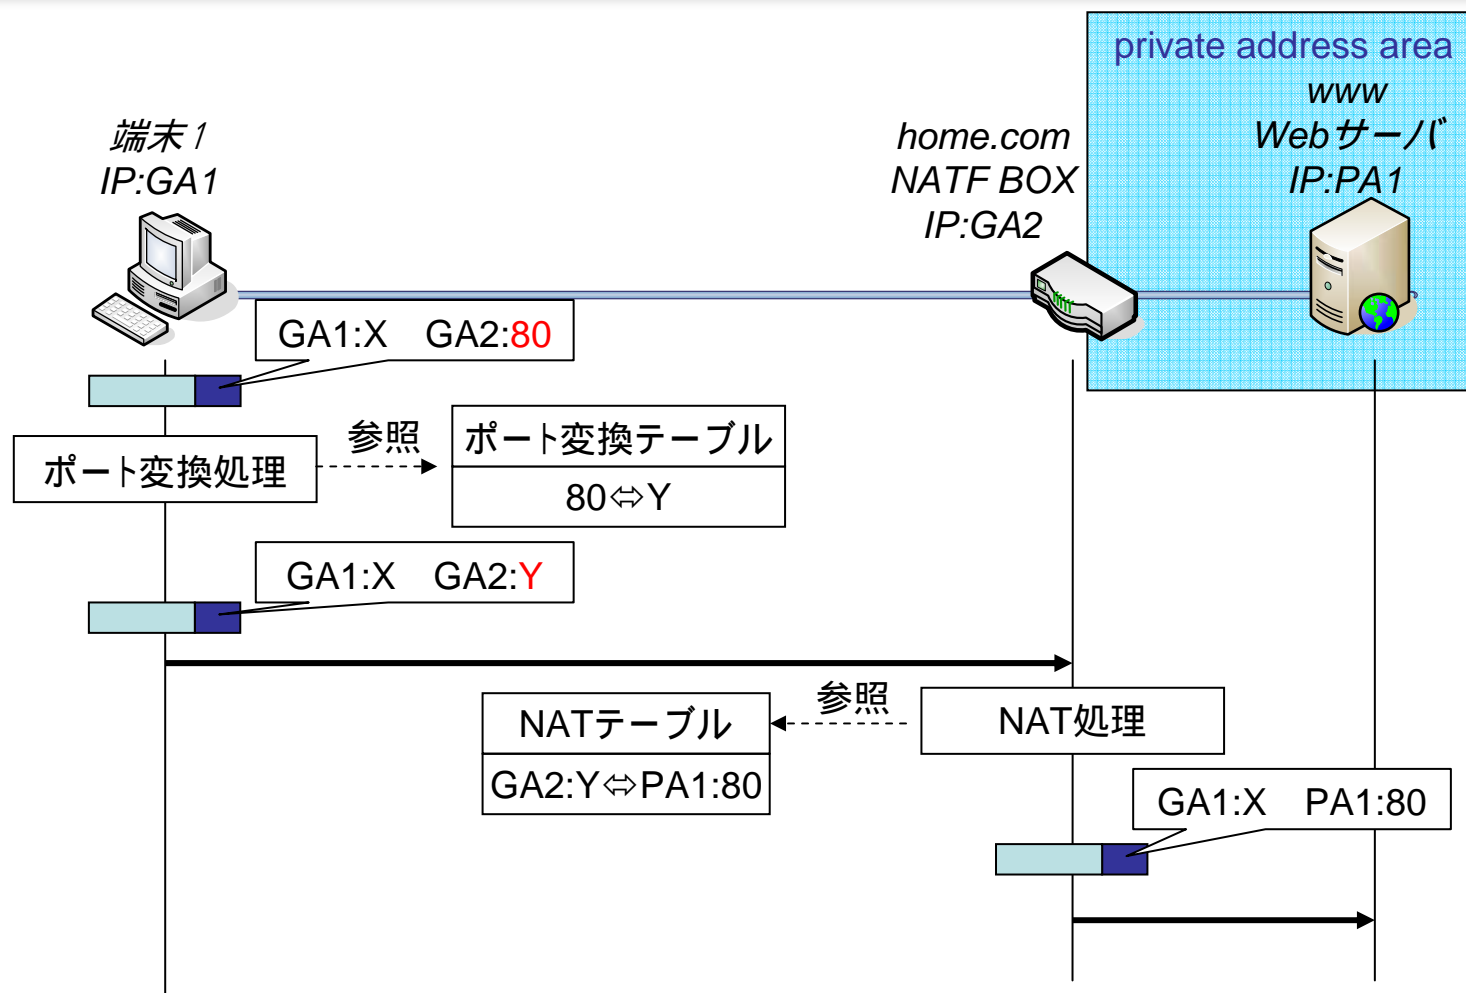 private address area
www
Webサーバ
IP:PA1
端末1
IP:GA1
home.com
NATF BOX
IP:GA2
GA1:X GA2:80
ポート変換処理
参照
ポート変換テーブル
80⇔Y
GA1:X GA2:Y
NATテーブル
GA2:Y⇔PA1:80
参照
NAT処理
GA1:X PA1:80